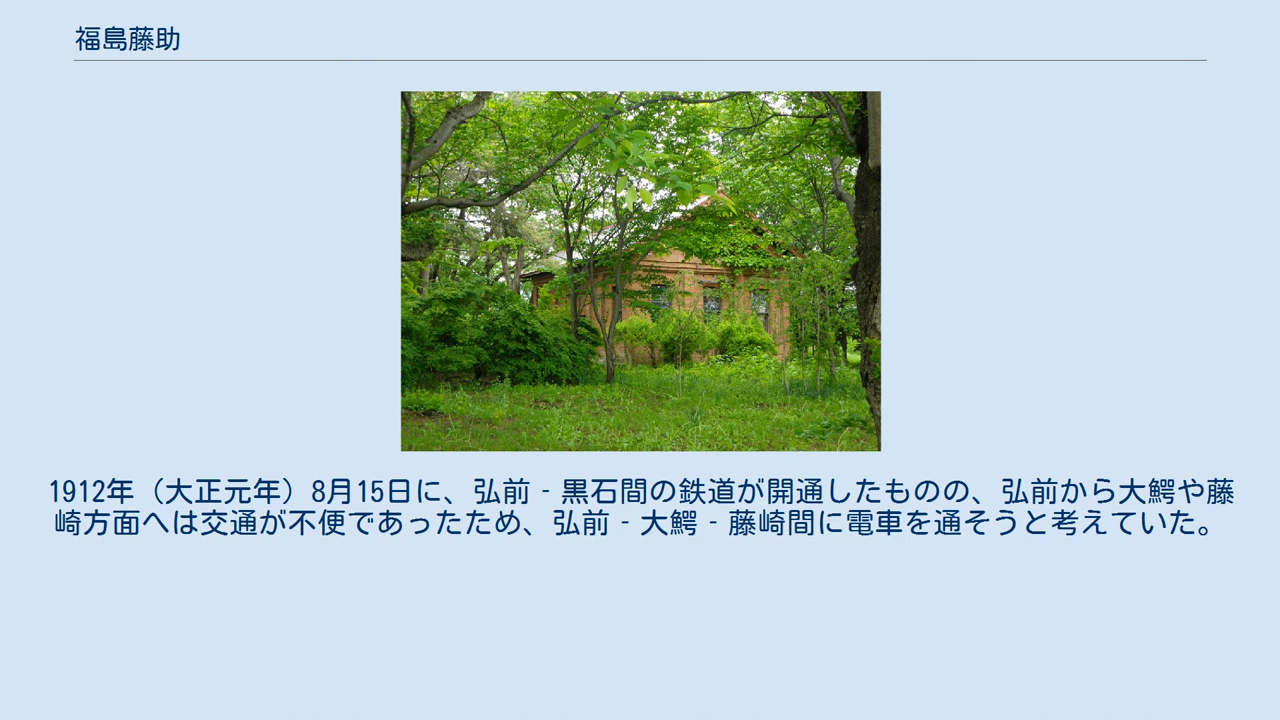 福島藤助
1912年（大正元年）8月15日に、弘前 - 黒石間の鉄道が開通したものの、弘前から大鰐や藤
崎方面へは交通が不便であったため、弘前 - 大鰐 - 藤崎間に電車を通そうと考えていた。